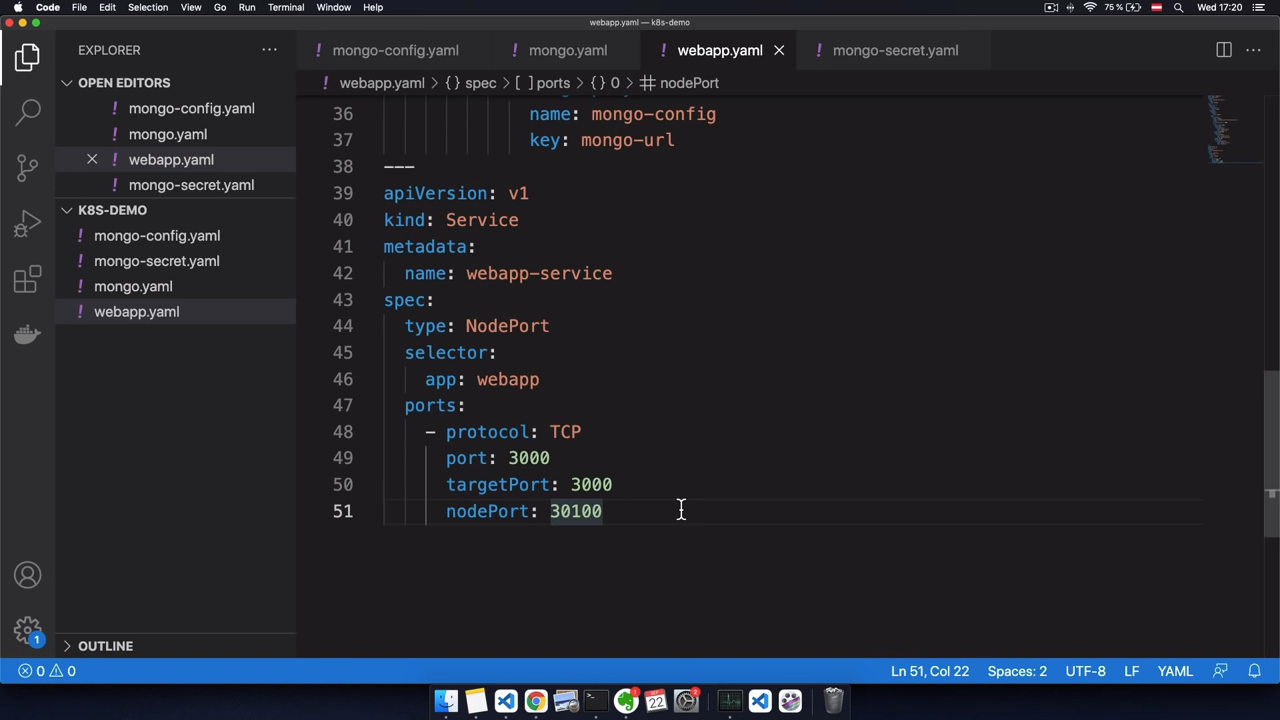 Code File Edit Selection View Go Run Terminal Window Help 75% Wed 17:20
webapp.yaml — k8s-demo
EXPLORER
mongo-config.yaml mongo.yaml webapp.yaml mongo-secret.yaml
OPEN EDITORS
webapp.yaml > {} spec > [ ] ports > {} 0 > nodePort
mongo-config.yaml
mongo.yaml
webapp.yaml
mongo-secret.yaml
K8S-DEMO
mongo-config.yaml
mongo-secret.yaml
mongo.yaml
webapp.yaml
36 name: mongo-config
37 key: mongo-url
38 ---
39 apiVersion: v1
40 kind: Service
41 metadata:
42 name: webapp-service
43 spec:
44 type: NodePort
45 selector:
46 app: webapp
47 ports:
48 - protocol: TCP
49 port: 3000
50 targetPort: 3000
51 nodePort: 30100
1
OUTLINE
0 0 Ln 51, Col 22 Spaces: 2 UTF-8 LF YAML
1 SEP 22 2